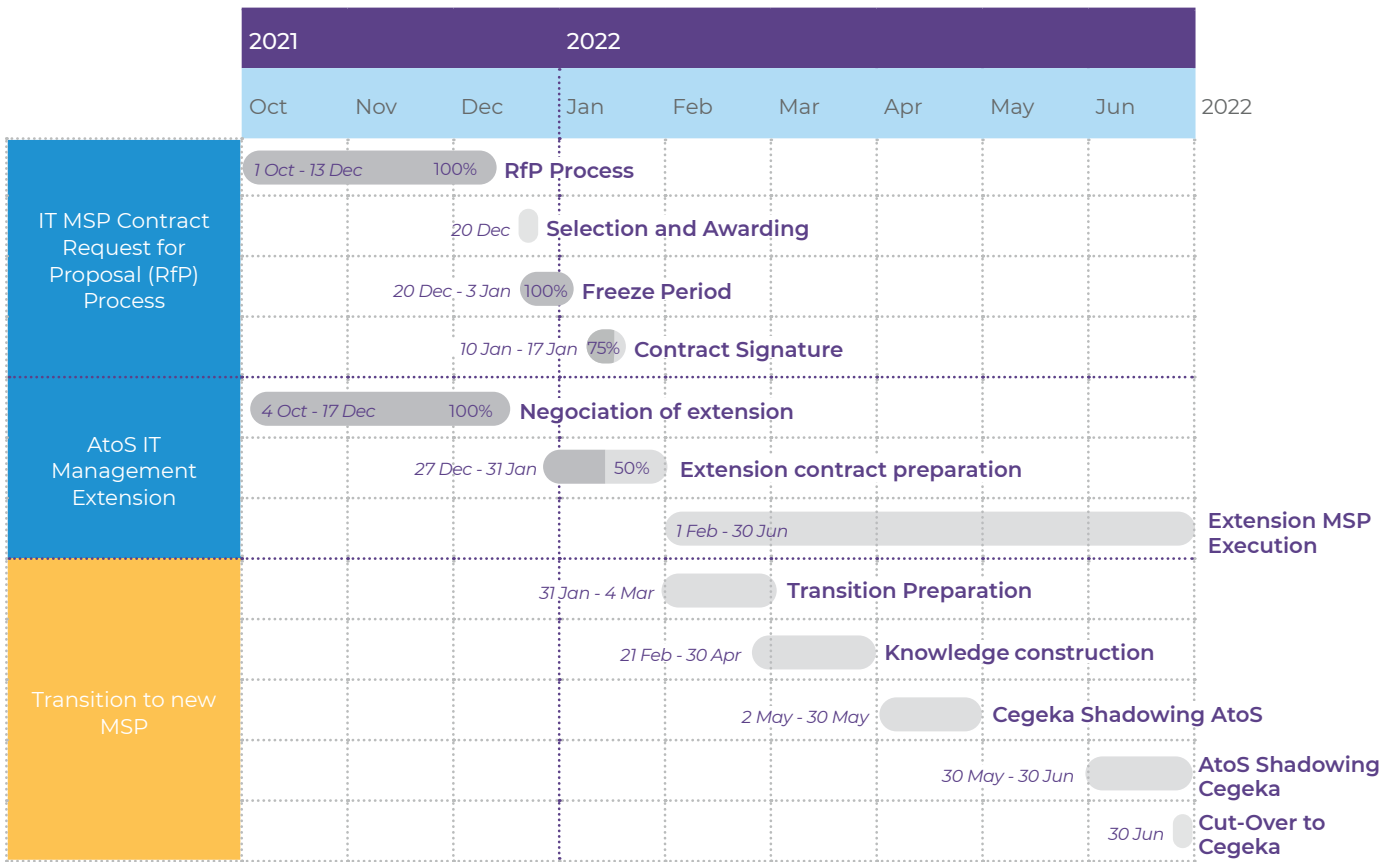 2021
2022
Oct
Nov
Dec
Jan
Feb
Mar
Apr
May
Jun
2022
IT MSP Contract
Request for
Proposal (RfP)
Process
1 Oct - 13 Dec
100%
RfP Process
20 Dec
Selection and Awarding
20 Dec - 3 Jan
100%
Freeze Period
10 Jan - 17 Jan
75%
Contract Signature
AtoS IT
Management
Extension
4 Oct - 17 Dec
100%
Negociation of extension
27 Dec - 31 Jan
50%
Extension contract preparation
1 Feb - 30 Jun
Extension MSP
Execution
Transition to new
MSP
31 Jan - 4 Mar
Transition Preparation
21 Feb - 30 Apr
Knowledge construction
2 May - 30 May
Cegeka Shadowing AtoS
30 May - 30 Jun
AtoS Shadowing
Cegeka
30 Jun
Cut-Over to
Cegeka